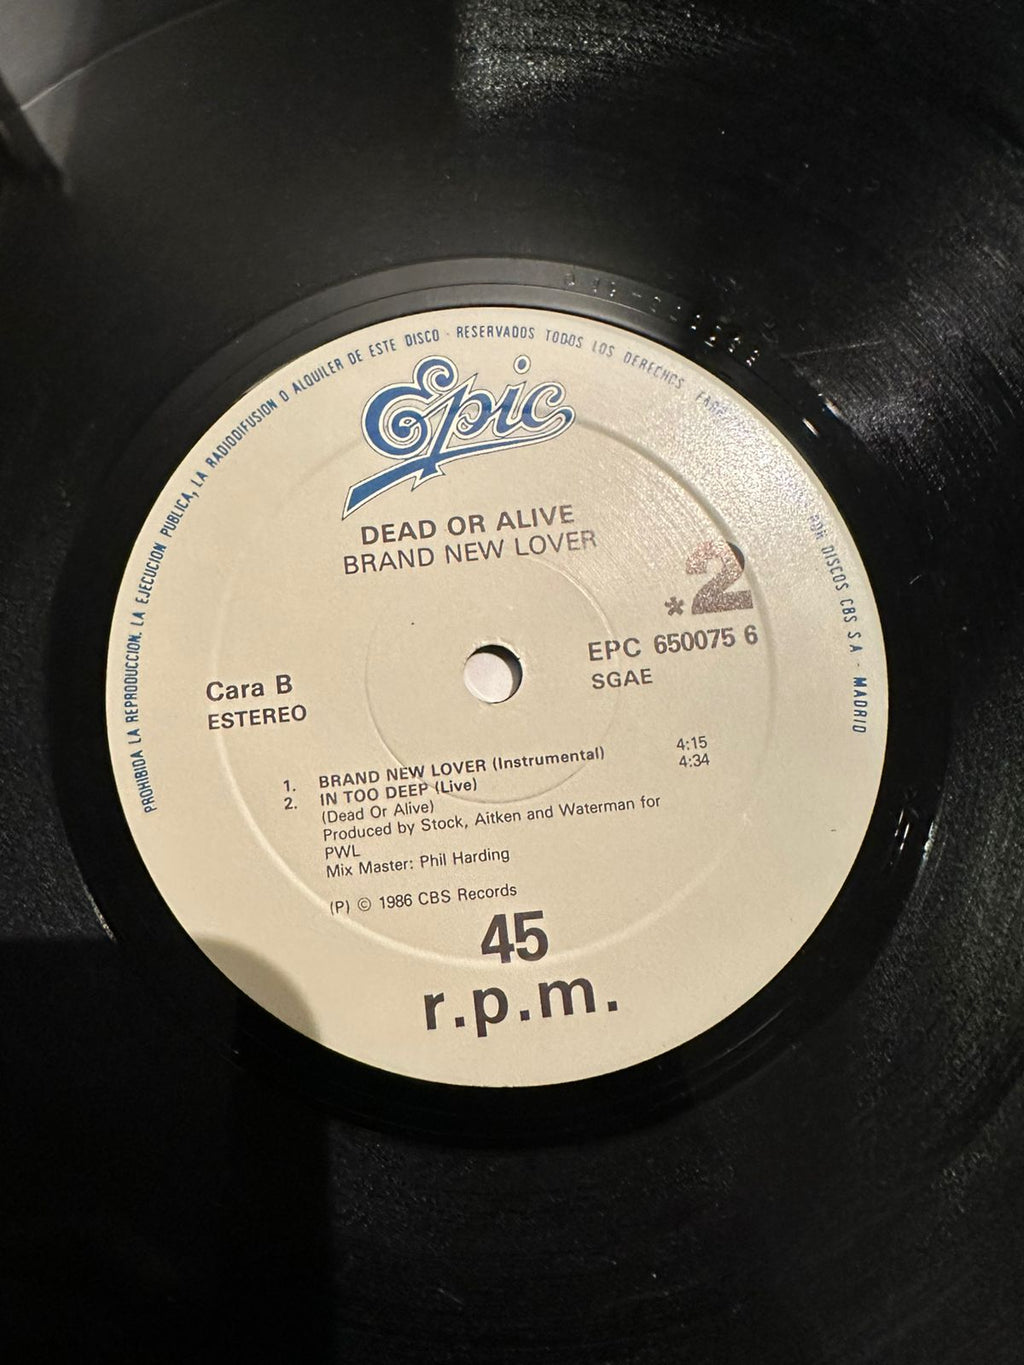 PROHIBIDA LA REPRODUCCION, LA EJECUCION PUBLICA, LA RADIODIFUSION O ALQUILER DE ESTE DISCO - RESERVADOS TODOS LOS DERECHOS POR DISCOS CBS S.A - MADRID
Epic
DEAD OR ALIVE
BRAND NEW LOVER
*2
EPC 650075 6
SGAE
Cara B
ESTEREO
1. BRAND NEW LOVER (Instrumental) 4:15
2. IN TOO DEEP (Live) 4:34
(Dead Or Alive)
Produced by Stock, Aitken and Waterman for
PWL
Mix Master: Phil Harding
(P) © 1986 CBS Records
45
r.p.m.